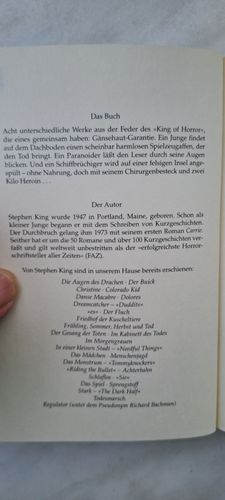 Das Buch
Acht unterschiedliche Werke aus der Feder des »King of Horror«,
die eines gemeinsam haben: Gänsehaut-Garantie. Ein Junge findet
auf dem Dachboden einen scheinbar harmlosen Spielzeugaffen, der
den Tod bringt. Ein Paranoider läßt den Leser durch seine Augen
blicken. Und ein Schiffbrüchiger wird auf einer felsigen Insel ange-
spült – ohne Nahrung, doch mit seinem Chirurgenbesteck und zwei
Kilo Heroin . . .
Der Autor
Stephen King wurde 1947 in Portland, Maine, geboren. Schon als
kleiner Junge begann er mit dem Schreiben von Kurzgeschichten.
Der Durchbruch gelang ihm 1973 mit seinem ersten Roman Carrie.
Seither hat er um die 50 Romane und über 100 Kurzgeschichten ver-
faßt und gilt weltweit unbestritten als der »erfolgreichste Horror-
schriftsteller aller Zeiten« (FAZ).
Von Stephen King sind in unserem Hause bereits erschienen:
Die Augen des Drachen · Der Buick
Christine · Colorado Kid
Danse Macabre · Dolores
Dreamcatcher – »Duddits«
»es« · Der Fluch
Friedhof der Kuscheltiere
Frühling, Sommer, Herbst und Tod
Der Gesang der Toten · Im Kabinett des Todes
Im Morgengrauen
In einer kleinen Stadt – »Needful Things«
Das Mädchen · Menschenjagd
Das Monstrum – »Tommyknockers«
»Riding the Bullet« – Achterbahn
Schlaflos · »Sie«
Das Spiel · Sprengstoff
Stark – »The Dark Half«
Todesmarsch
Regulator (unter dem Pseudonym Richard Bachman)